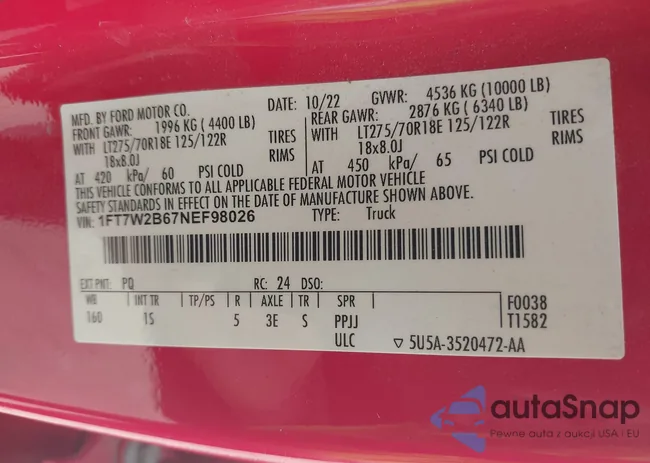 MFD. BY FORD MOTOR CO.
DATE: 10/22
GVWR: 4536 KG (10000 LB)
FRONT GAWR: 1996 KG ( 4400 LB)
REAR GAWR: 2876 KG ( 6340 LB)
WITH LT275/70R18E 125/122R TIRES
WITH LT275/70R18E 125/122R TIRES
18x8.0J RIMS
18x8.0J RIMS
AT 420 kPa/ 60 PSI COLD
AT 450 kPa/ 65 PSI COLD
THIS VEHICLE CONFORMS TO ALL APPLICABLE FEDERAL MOTOR VEHICLE
SAFETY STANDARDS IN EFFECT ON THE DATE OF MANUFACTURE SHOWN ABOVE.
VIN: 1FT7W2B67NEF98026 TYPE: Truck
EXT PNT: PQ RC: 24 DSO:
WB INT TR TP/PS R AXLE TR SPR F0038
160 1S 5 3E S PPJJ T1582
ULC ▽ 5U5A-3520472-AA
autaSnap
Pewne auta z aukcji USA / EU